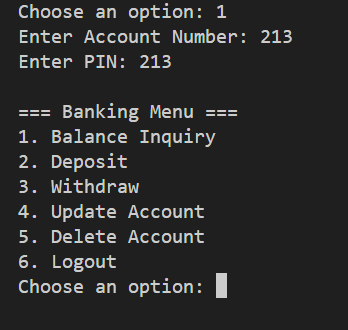 Choose an option: 1
Enter Account Number: 213
Enter PIN: 213
=== Banking Menu ===
1. Balance Inquiry
2. Deposit
3. Withdraw
4. Update Account
5. Delete Account
6. Logout
Choose an option: